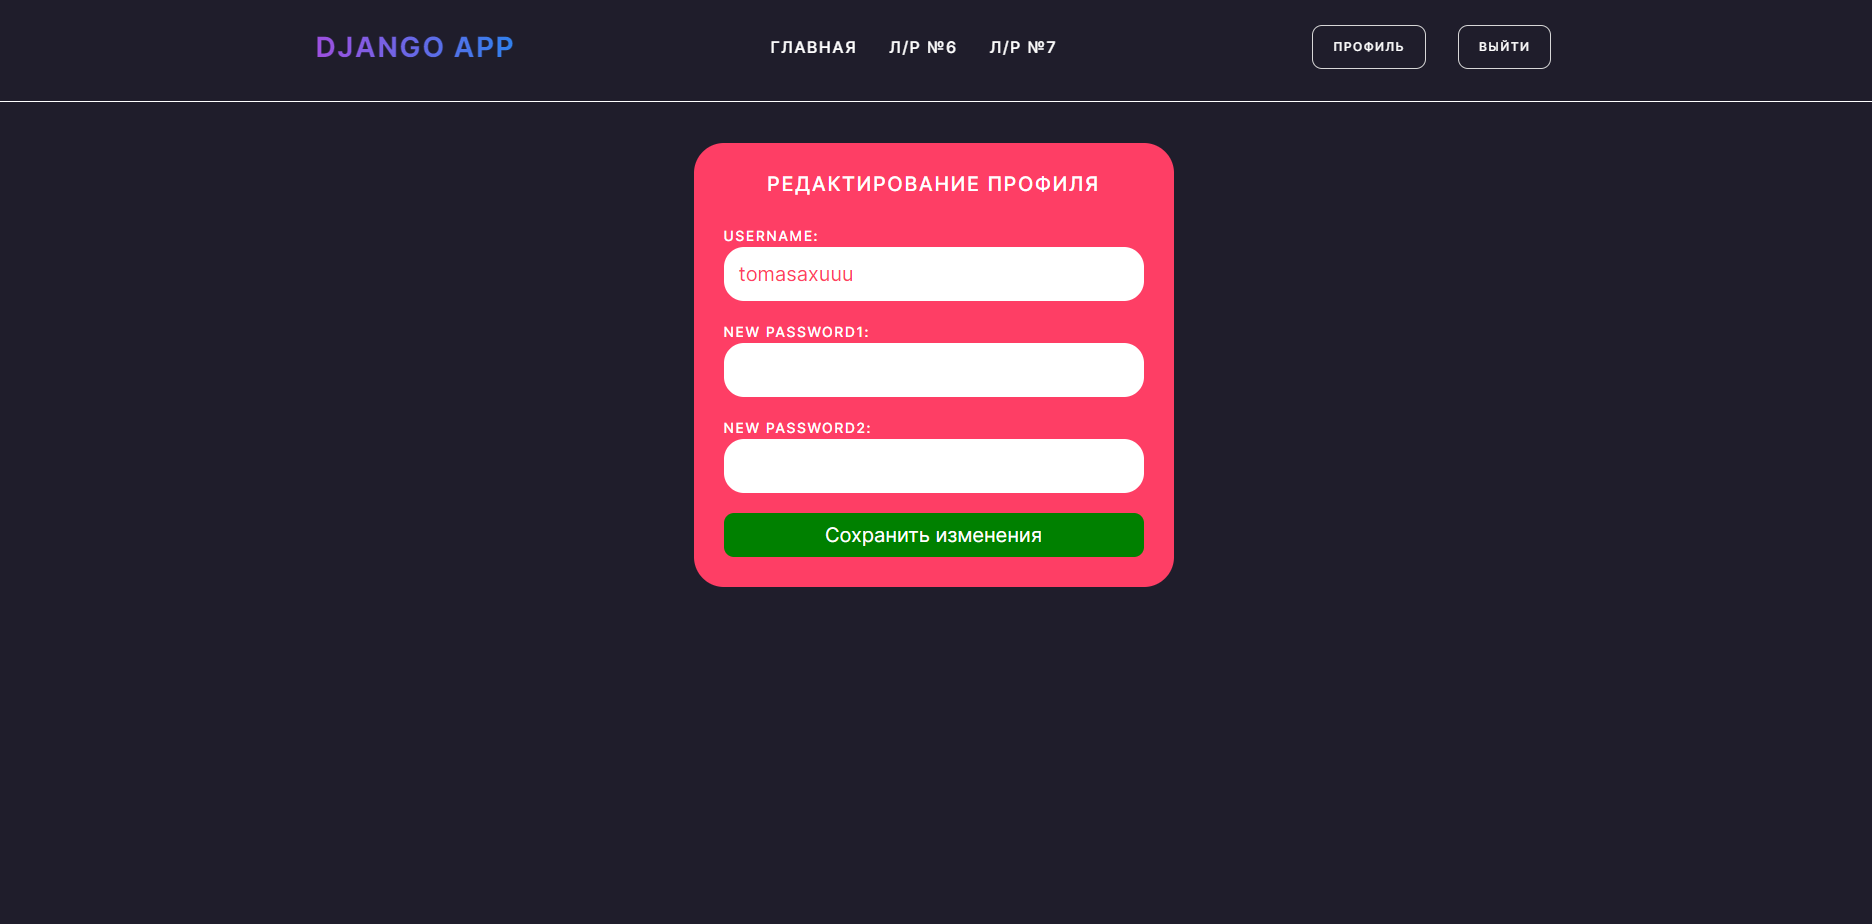 DJANGO APP
ГЛАВНАЯ Л/Р №6 Л/Р №7
ПРОФИЛЬ ВЫЙТИ
РЕДАКТИРОВАНИЕ ПРОФИЛЯ
USERNAME:
tomasaxuuu
NEW PASSWORD1:
NEW PASSWORD2:
Сохранить изменения